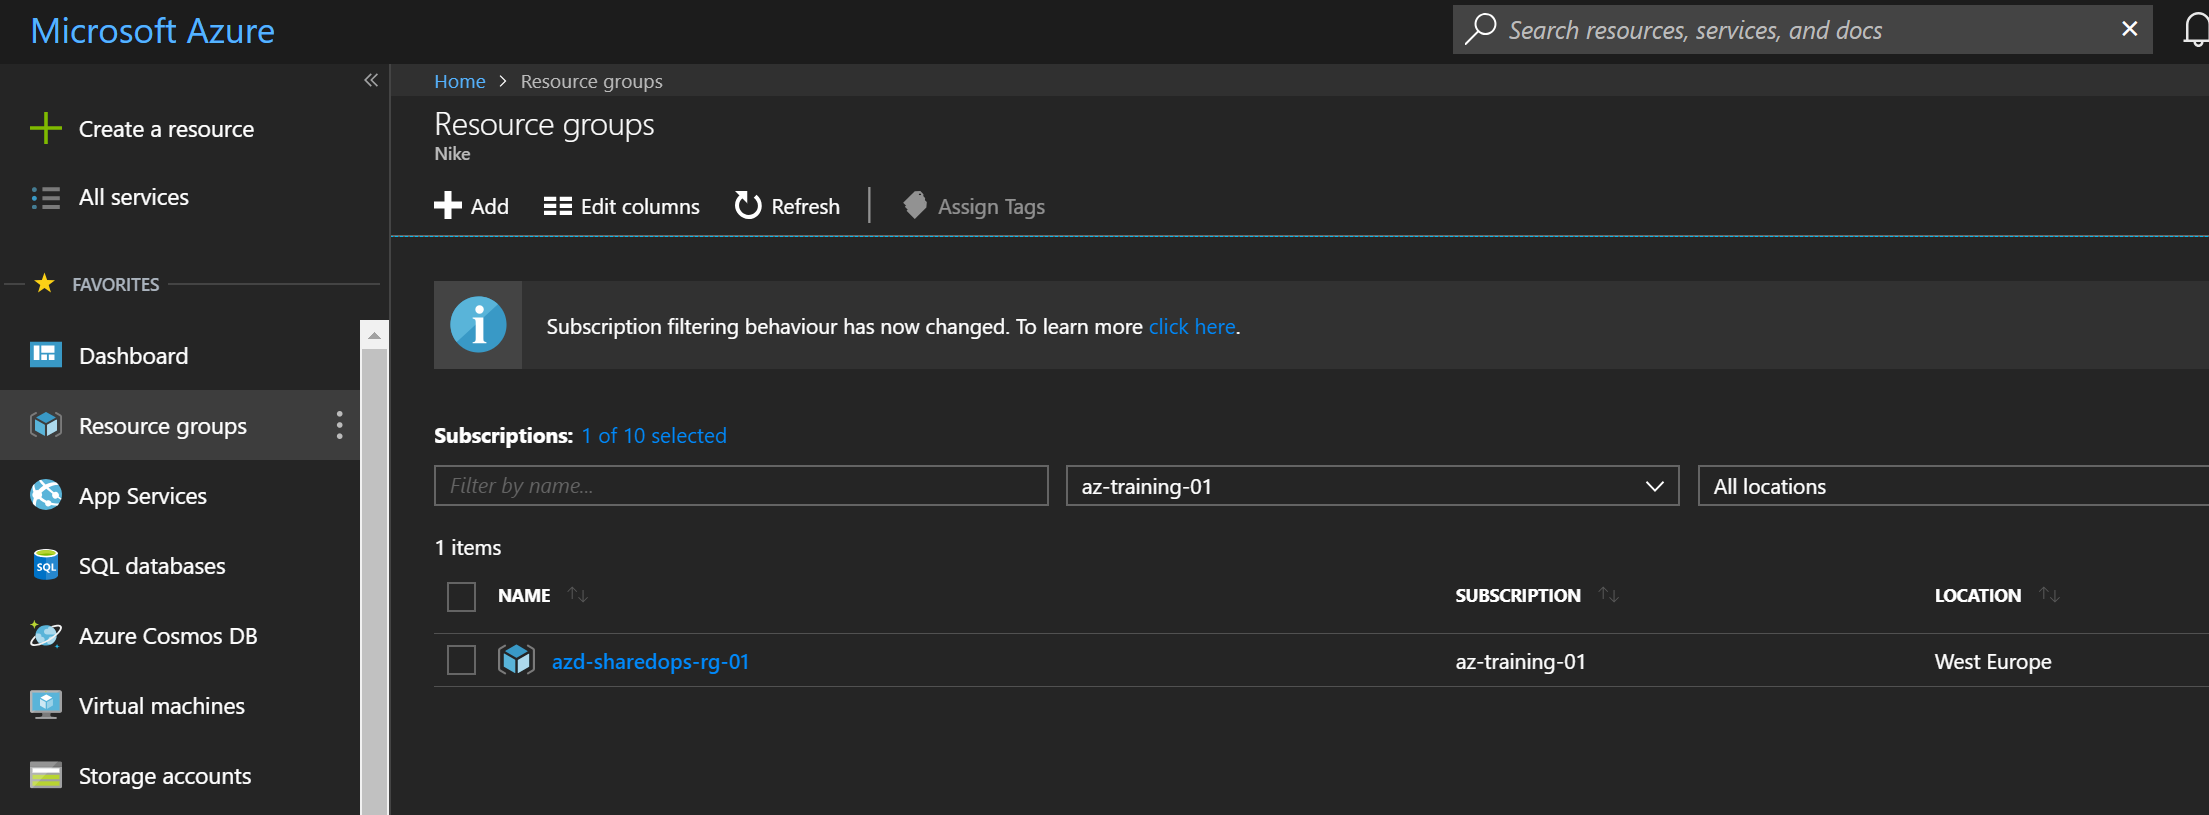 Microsoft Azure
Search resources, services, and docs
Home > Resource groups
Create a resource
All services
FAVORITES
Dashboard
Resource groups
App Services
SQL databases
SQL
Azure Cosmos DB
Virtual machines
Storage accounts
Resource groups
Nike
Add Edit columns Refresh Assign Tags
Subscription filtering behaviour has now changed. To learn more click here.
Subscriptions: 1 of 10 selected
Filter by name... az-training-01 All locations
1 items
NAME SUBSCRIPTION LOCATION
azd-sharedops-rg-01 az-training-01 West Europe